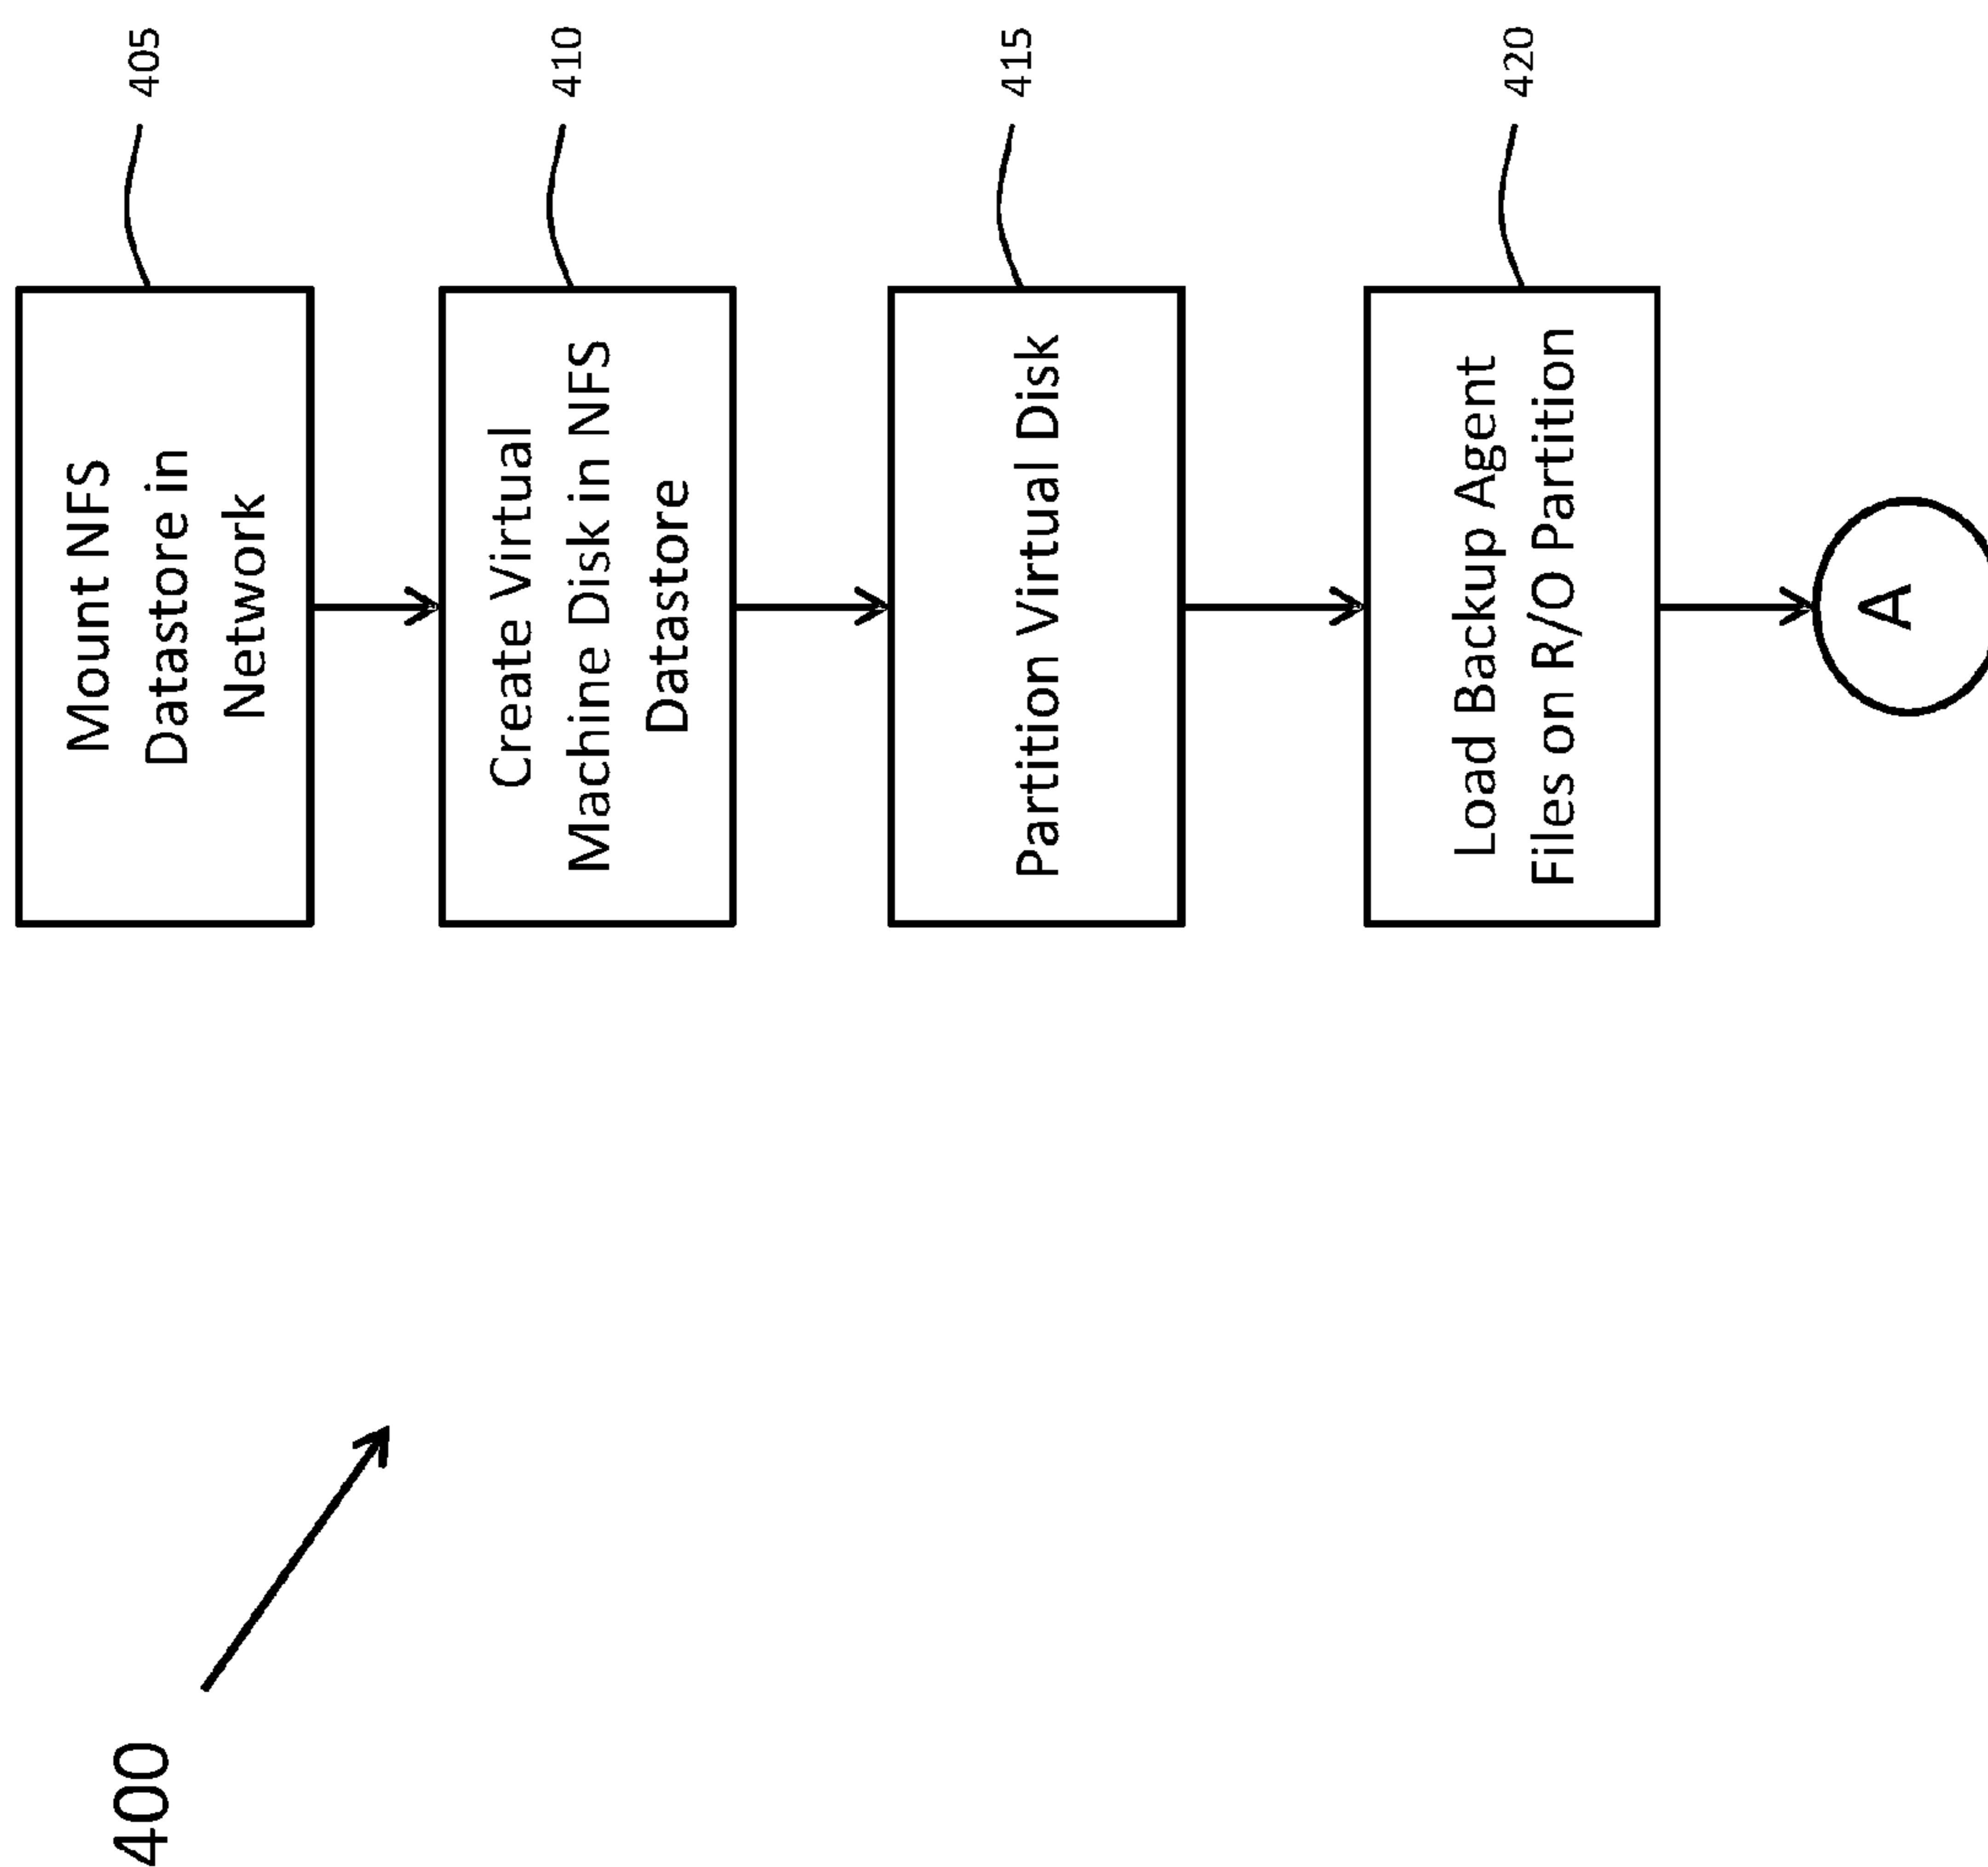 400
Mount NFS
Datastore in
Network
405
Create Virtual
Machine Disk in NFS
Datastore
410
Partition Virtual Disk
415
Load Backup Agent
Files on R/O Partition
420
A